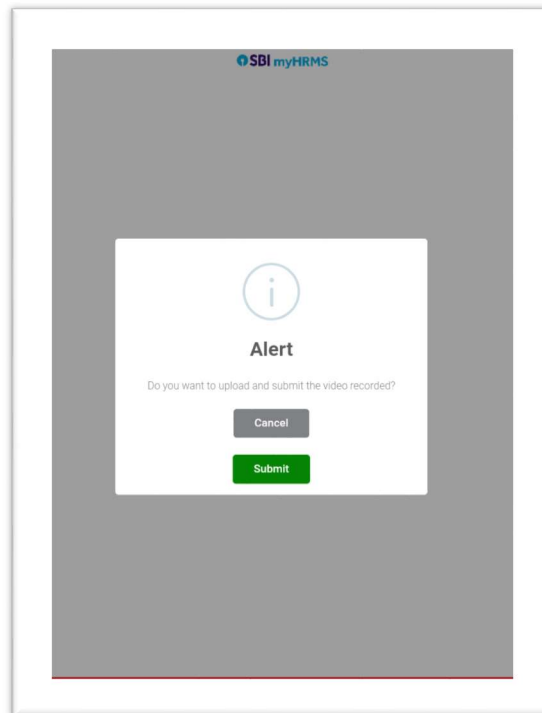 SBI myHRMS
Alert
Do you want to upload and submit the video recorded?
Cancel
Submit